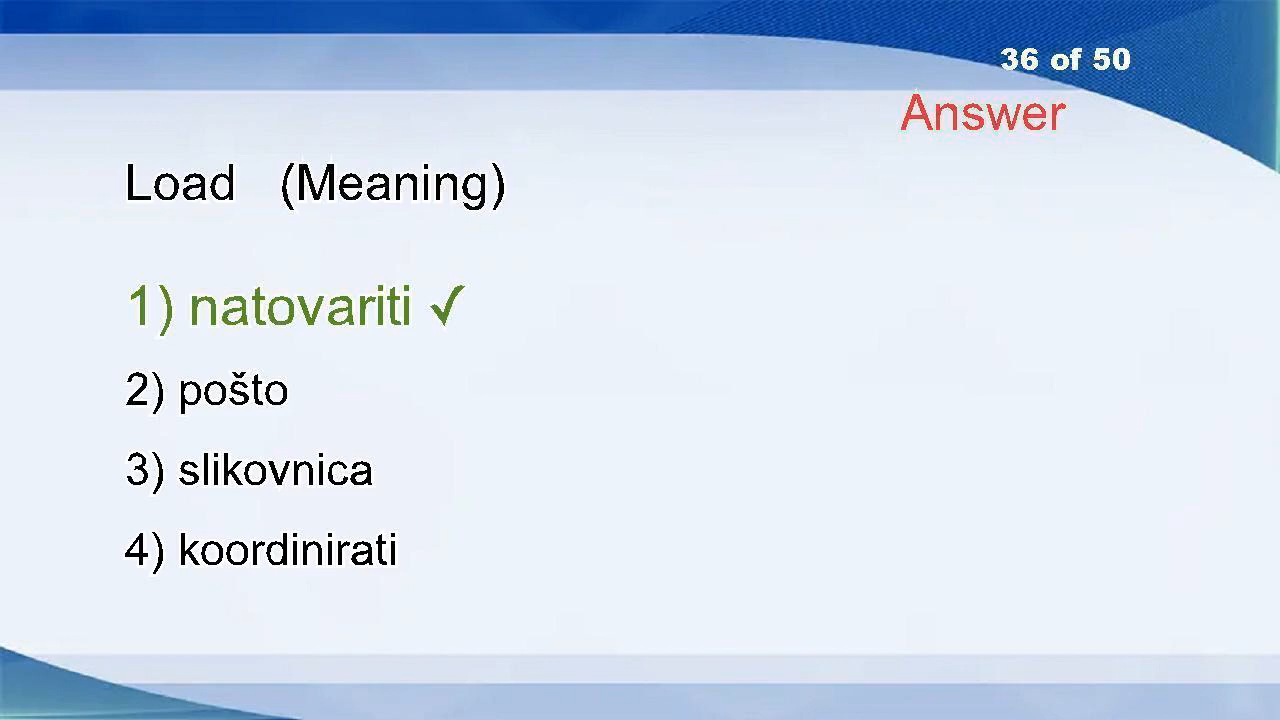 36 of 50
Answer
Load (Meaning)
1) natovariti ✓
2) pošto
3) slikovnica
4) koordinirati